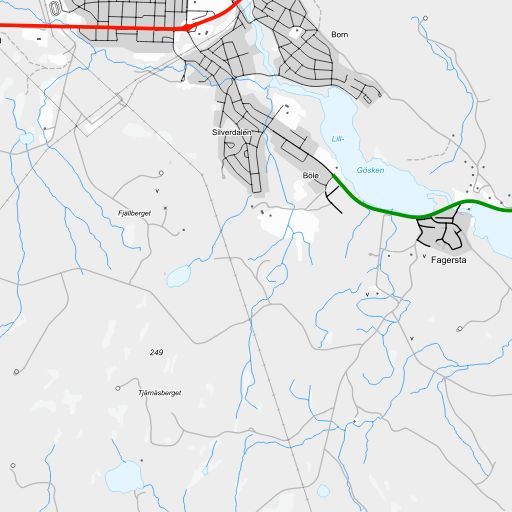 Born
Silverdalen
Lill-
Gösken
Böle
Fjällberget
Fagersta
249
Tjärnäsberget